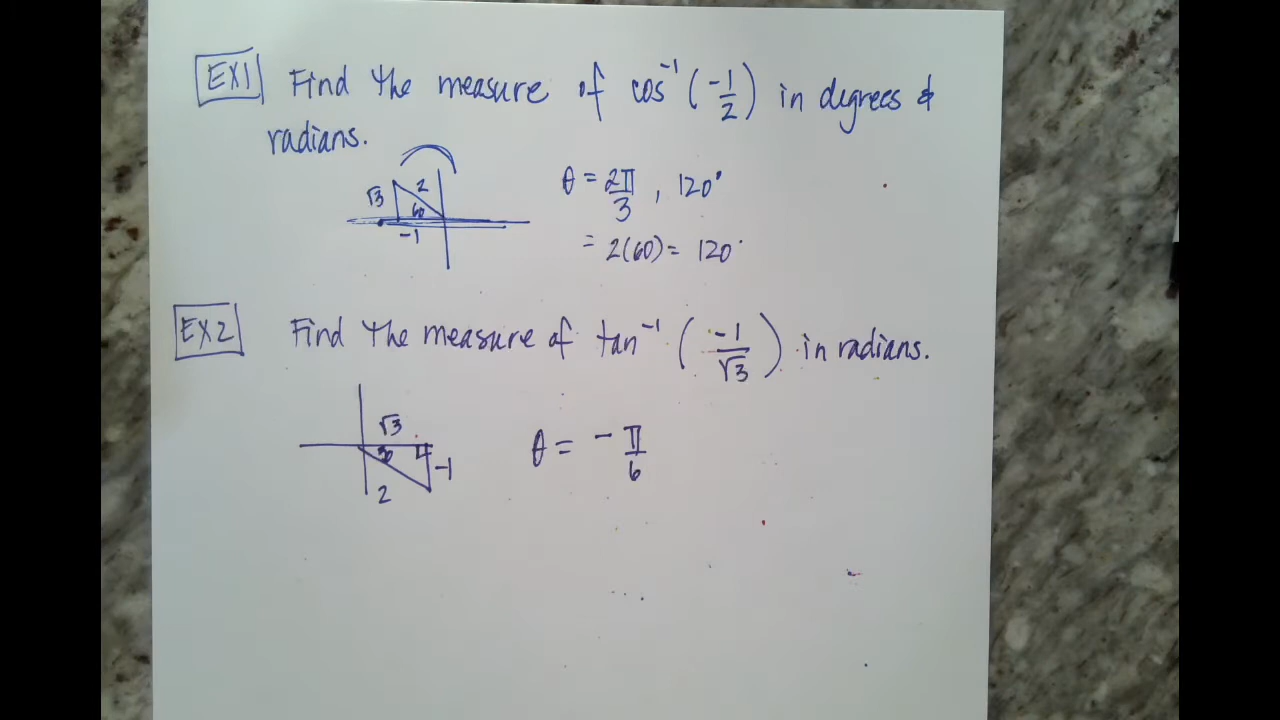 EX1 Find the measure of cos⁻¹(-1/2) in degrees &
radians.
√3 2 60 -1
θ = 2π/3, 120°
= 2(60) = 120°
EX2 Find the measure of tan⁻¹(-1/√3) in radians.
√3 30 -1 2
θ = -π/6